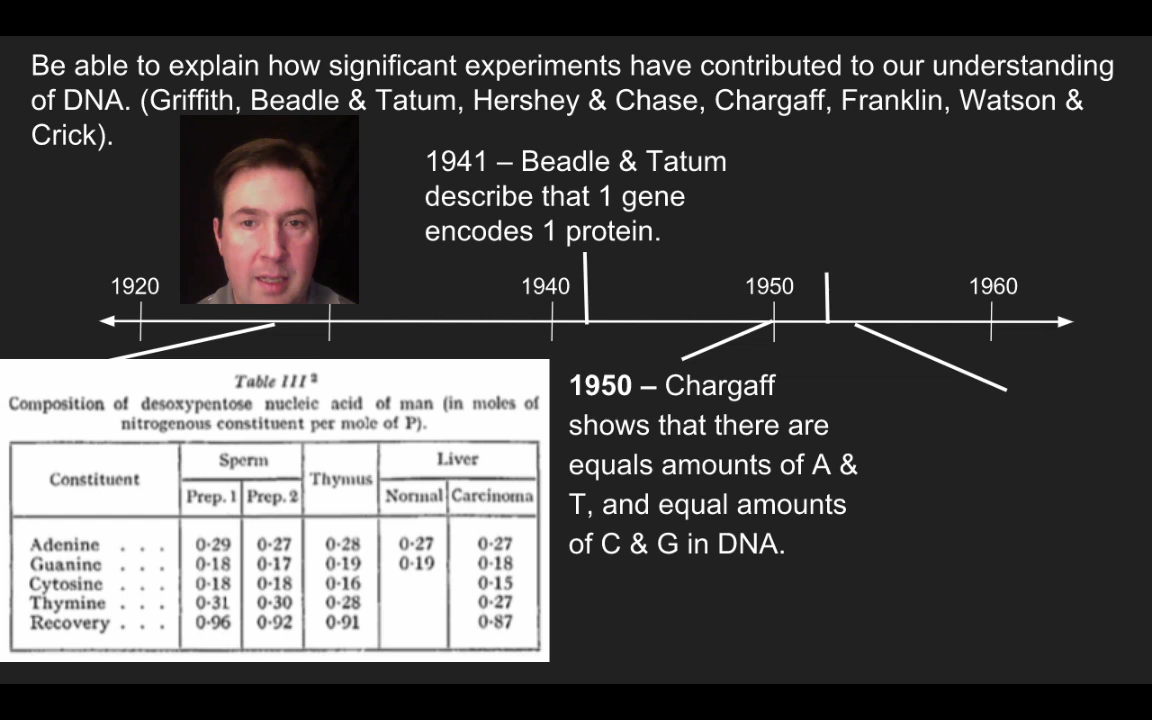 Be able to explain how significant experiments have contributed to our understanding
of DNA. (Griffith, Beadle & Tatum, Hershey & Chase, Chargaff, Franklin, Watson &
Crick).
1941 – Beadle & Tatum
describe that 1 gene
encodes 1 protein.
1920
1940
1950
1960
Table III²
Composition of desoxypentose nucleic acid of man (in moles of
nitrogenous constituent per mole of P).
Constituent Sperm Thymus Liver
Prep. 1 Prep. 2 Normal Carcinoma
Adenine . . . 0·29 0·27 0·28 0·27 0·27
Guanine . . . 0·18 0·17 0·19 0·19 0·18
Cytosine . . . 0·18 0·18 0·16 0·15
Thymine . . . 0·31 0·30 0·28 0·27
Recovery . . . 0·96 0·92 0·91 0·87
1950 – Chargaff
shows that there are
equals amounts of A &
T, and equal amounts
of C & G in DNA.